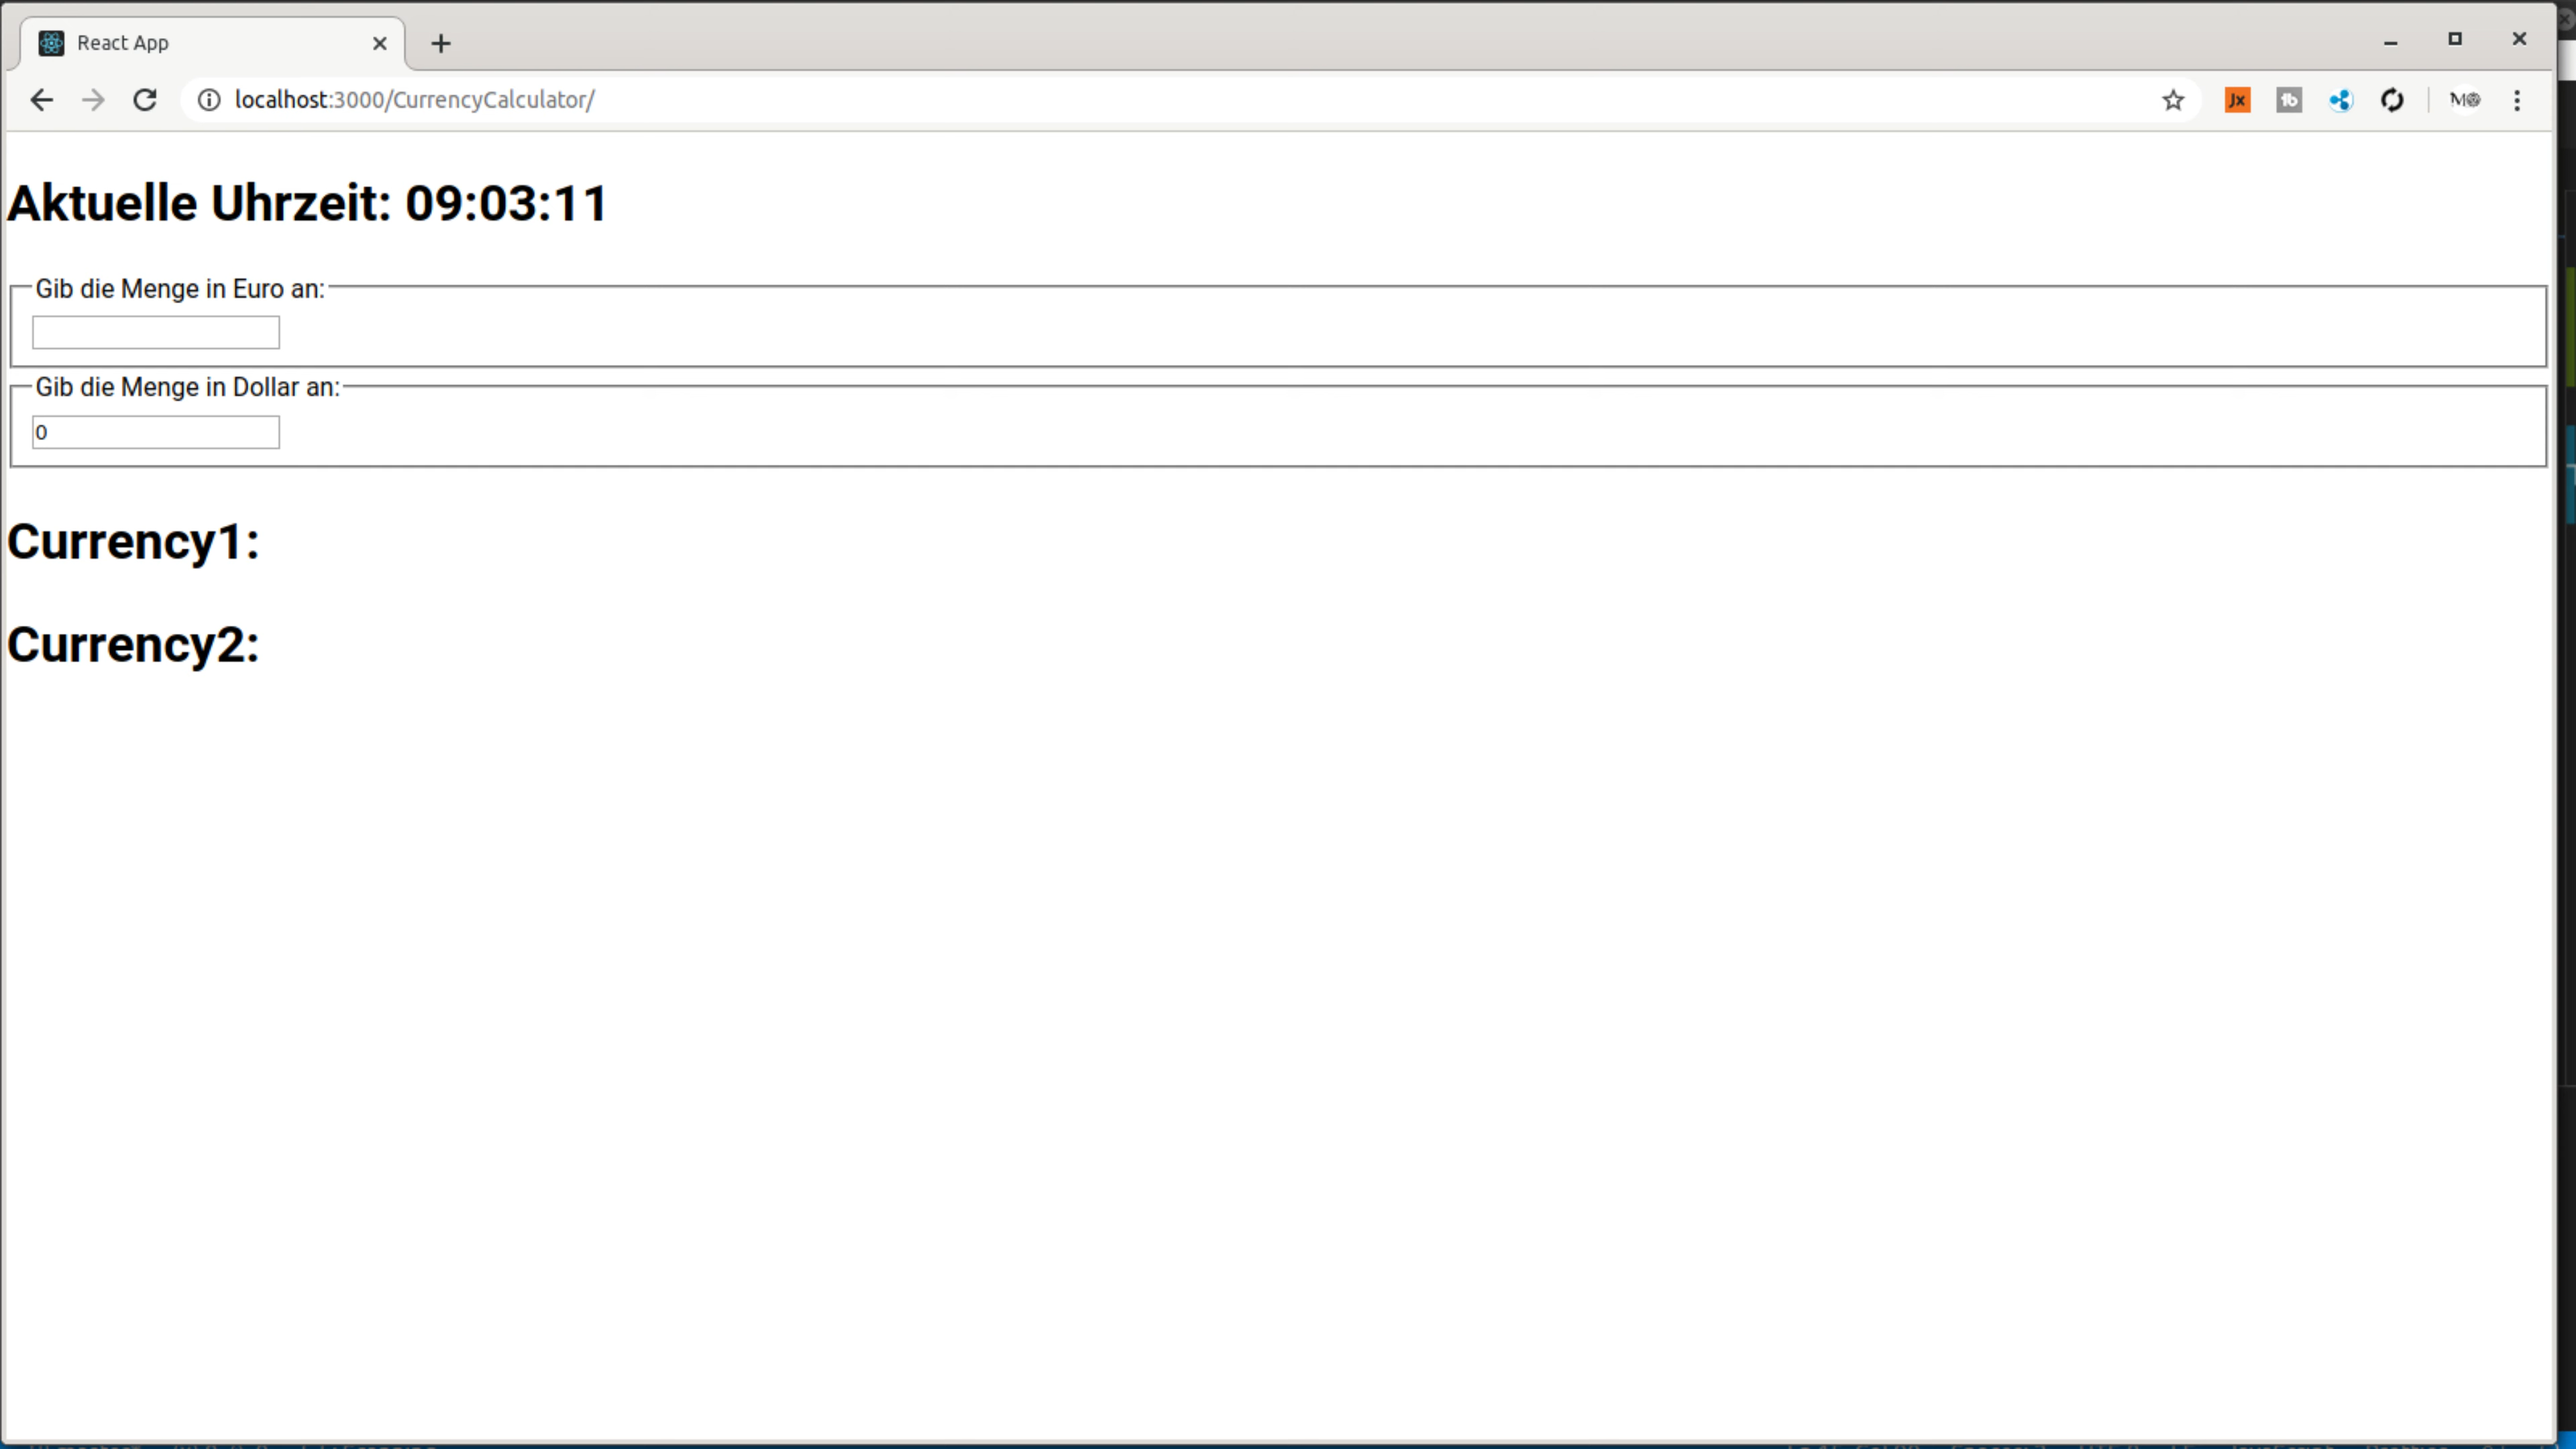 React App
localhost:3000/CurrencyCalculator/
Jx
Aktuelle Uhrzeit: 09:03:11
Gib die Menge in Euro an:
Gib die Menge in Dollar an:
0
Currency1:
Currency2: